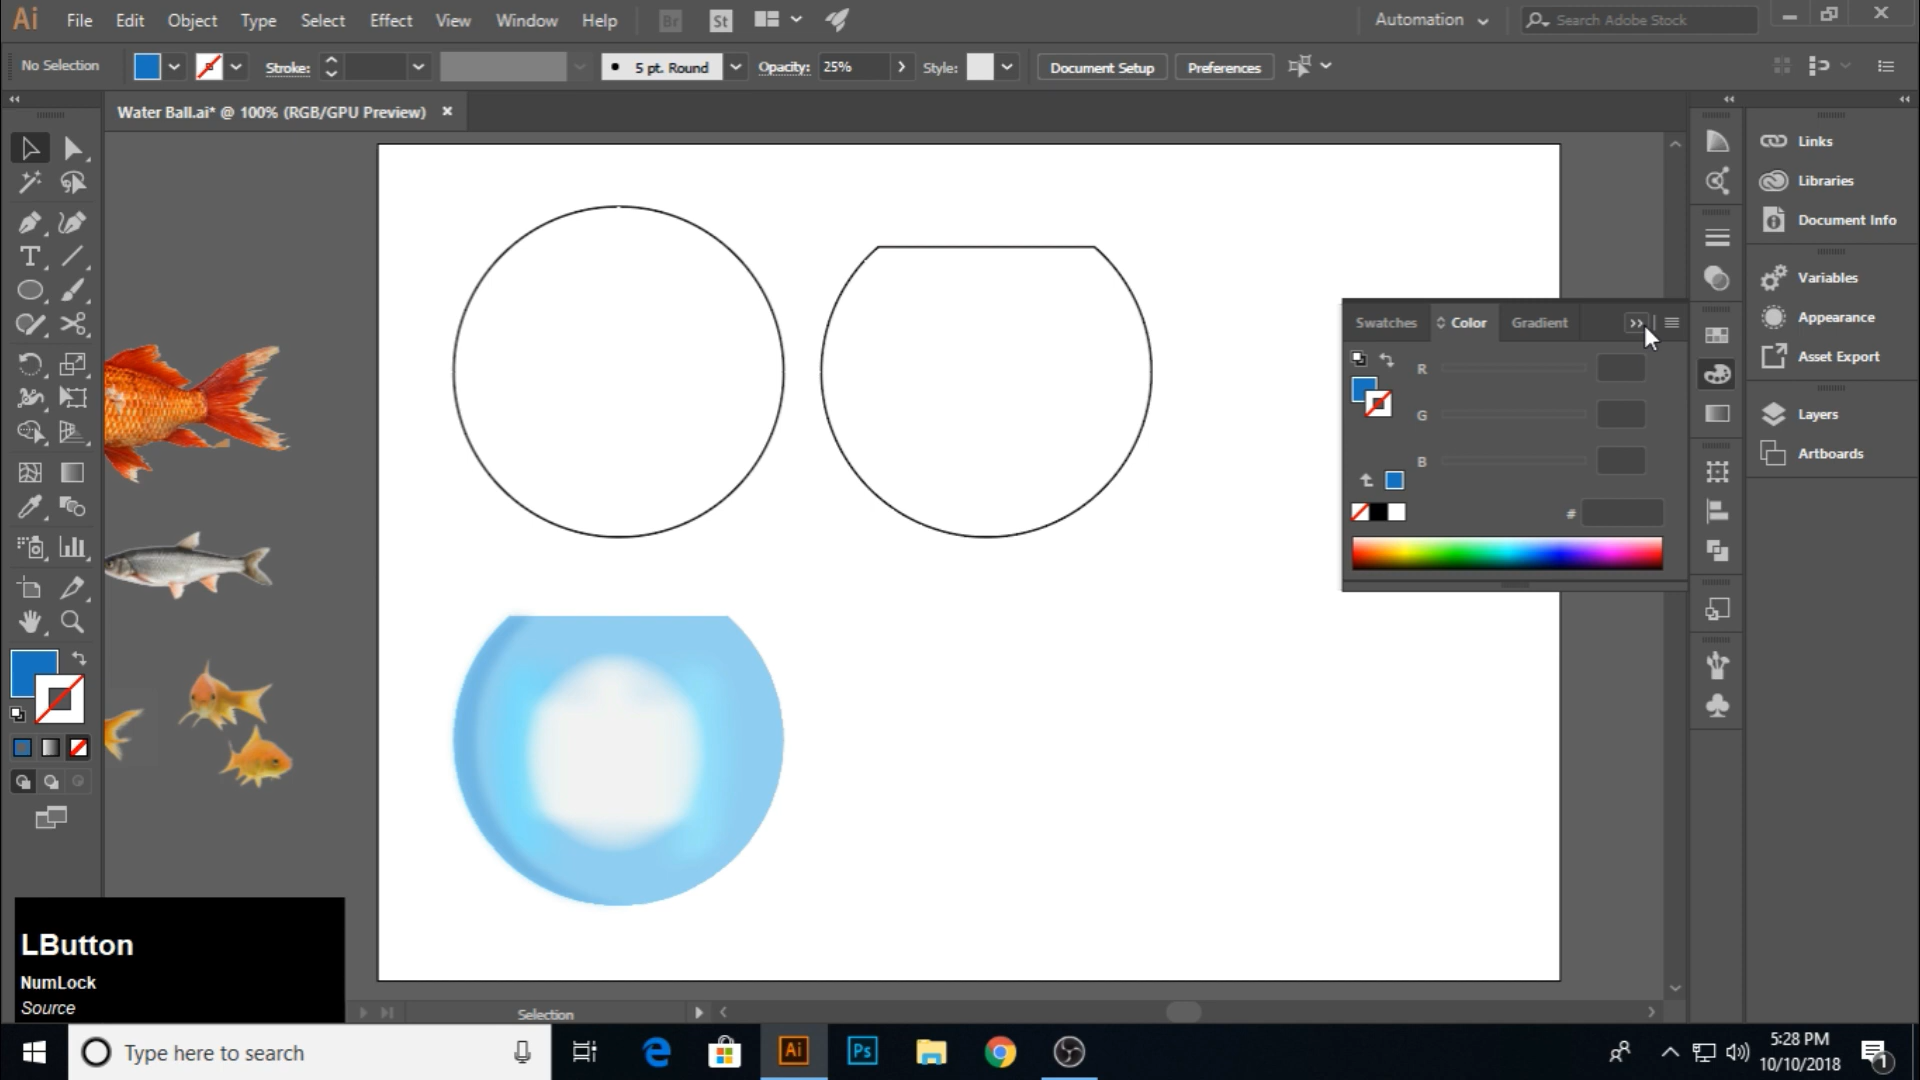 Ai File Edit Object Type Select Effect View Window Help Br St Automation Search Adobe Stock
No Selection Stroke: 5 pt. Round Opacity: 25% Style: Document Setup Preferences
Water Ball.ai* @ 100% (RGB/GPU Preview)
Links
Libraries
Document Info
Variables
Appearance
Asset Export
Layers
Artboards
Swatches Color Gradient
R
G
B
#
LButton
NumLock
Source
Selection
Type here to search
Ai
Ps
5:28 PM
10/10/2018
1